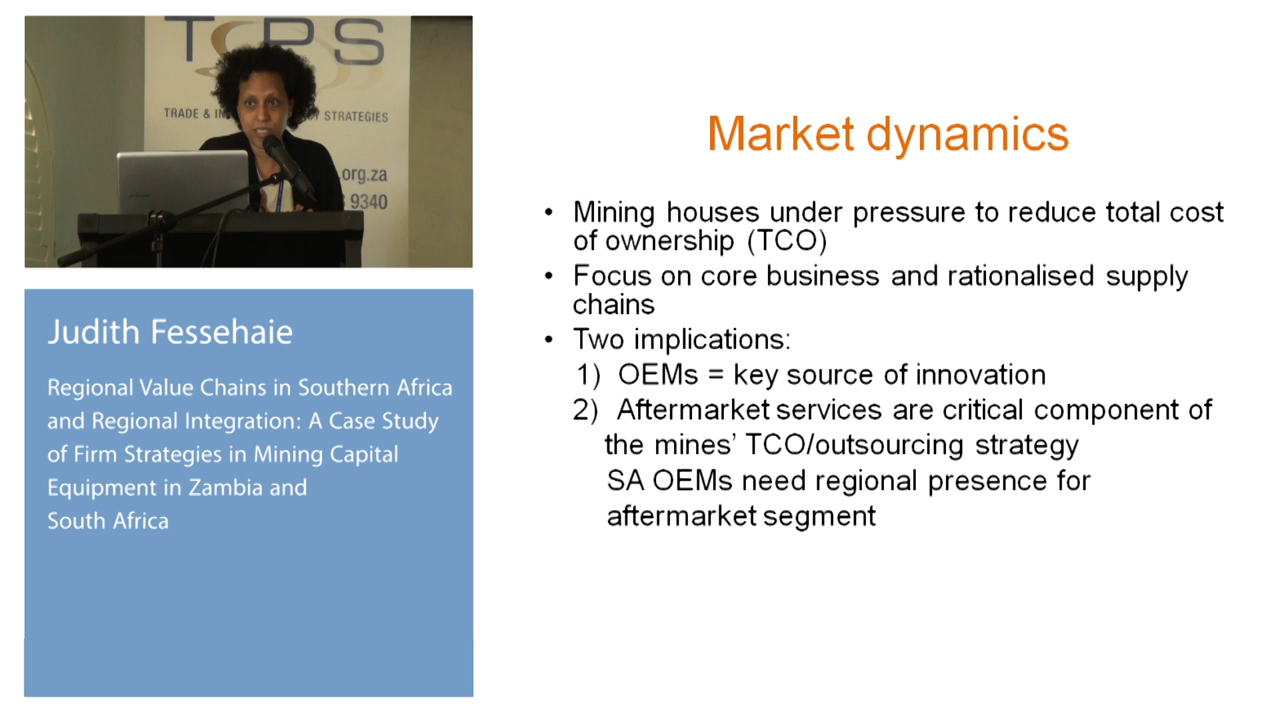 TIPS
TRADE & IN Y STRATEGIES
.org.za
9340
Judith Fessehaie
Regional Value Chains in Southern Africa
and Regional Integration: A Case Study
of Firm Strategies in Mining Capital
Equipment in Zambia and
South Africa
Market dynamics
• Mining houses under pressure to reduce total cost
of ownership (TCO)
• Focus on core business and rationalised supply
chains
• Two implications:
1) OEMs = key source of innovation
2) Aftermarket services are critical component of
the mines’ TCO/outsourcing strategy
SA OEMs need regional presence for
aftermarket segment